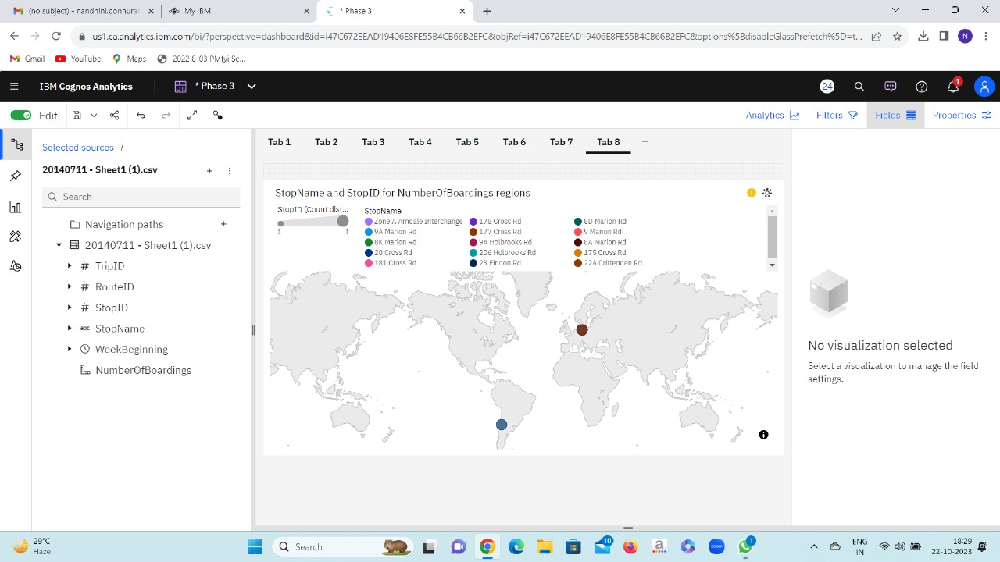 (no subject) - nandhini.ponnurar
My IBM
* Phase 3
us1.ca.analytics.ibm.com/bi/?perspective=dashboard&id=i47C672EEAD19406E8FE55B4CB66B2EFC&objRef=i47C672EEAD19406E8FE55B4CB66B2EFC&options%5BdisableGlassPrefetch%5D=t...
N
Gmail
YouTube
Maps
2022 8_03 PMfyi Se...
IBM Cognos Analytics
* Phase 3
24
1
Edit
Analytics
Filters
Fields
Properties
Selected sources /
Tab 1
Tab 2
Tab 3
Tab 4
Tab 5
Tab 6
Tab 7
Tab 8
20140711 - Sheet1 (1).csv
Search
Navigation paths
20140711 - Sheet1 (1).csv
# TripID
# RouteID
# StopID
abc StopName
WeekBeginning
NumberOfBoardings
StopName and StopID for NumberOfBoardings regions
StopID (Count dist...
1 1
StopName
Zone A Arndale Interchange
178 Cross Rd
8D Marion Rd
9A Marion Rd
177 Cross Rd
9 Marion Rd
8K Marion Rd
9A Holbrooks Rd
8A Marion Rd
20 Cross Rd
206 Holbrooks Rd
175 Cross Rd
181 Cross Rd
23 Findon Rd
22A Crittenden Rd
No visualization selected
Select a visualization to manage the field
settings.
29°C
Haze
Search
10
a
zoom
1
ENG
IN
18:29
22-10-2023